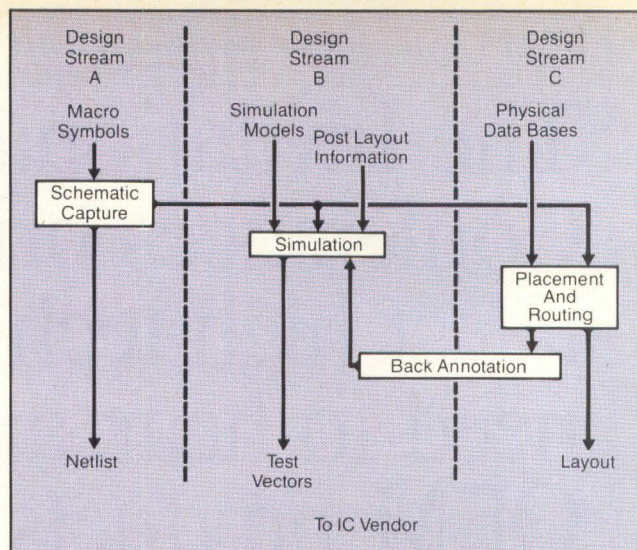 Design
Stream
A
Design
Stream
B
Design
Stream
C
Macro
Symbols
Simulation
Models
Post Layout
Information
Physical
Data Bases
Schematic
Capture
Simulation
Placement
And
Routing
Back Annotation
Netlist
Test
Vectors
Layout
To IC Vendor